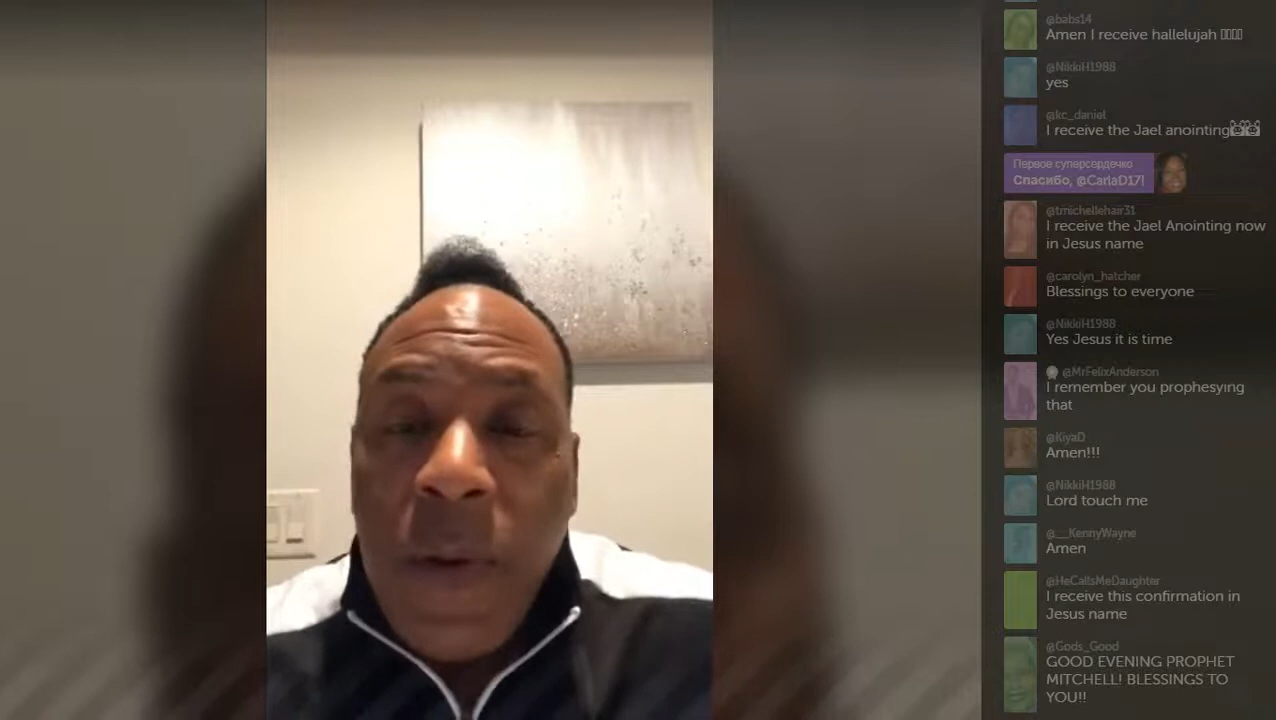 @babs14
Amen I receive hallelujah
@NikkiH1988
yes
@kc_daniel
I receive the Jael anointing
Первое суперсердечко
Спасибо, @CarlaD17!
@tmichellehair31
I receive the Jael Anointing now
in Jesus name
@carolyn_hatcher
Blessings to everyone
@NikkiH1988
Yes Jesus it is time
@MrFelixAnderson
I remember you prophesying
that
@KiyaD
Amen!!!
@NikkiH1988
Lord touch me
@__KennyWayne
Amen
@HeCallsMeDaughter
I receive this confirmation in
Jesus name
@Gods_Good
GOOD EVENING PROPHET
MITCHELL! BLESSINGS TO
YOU!!